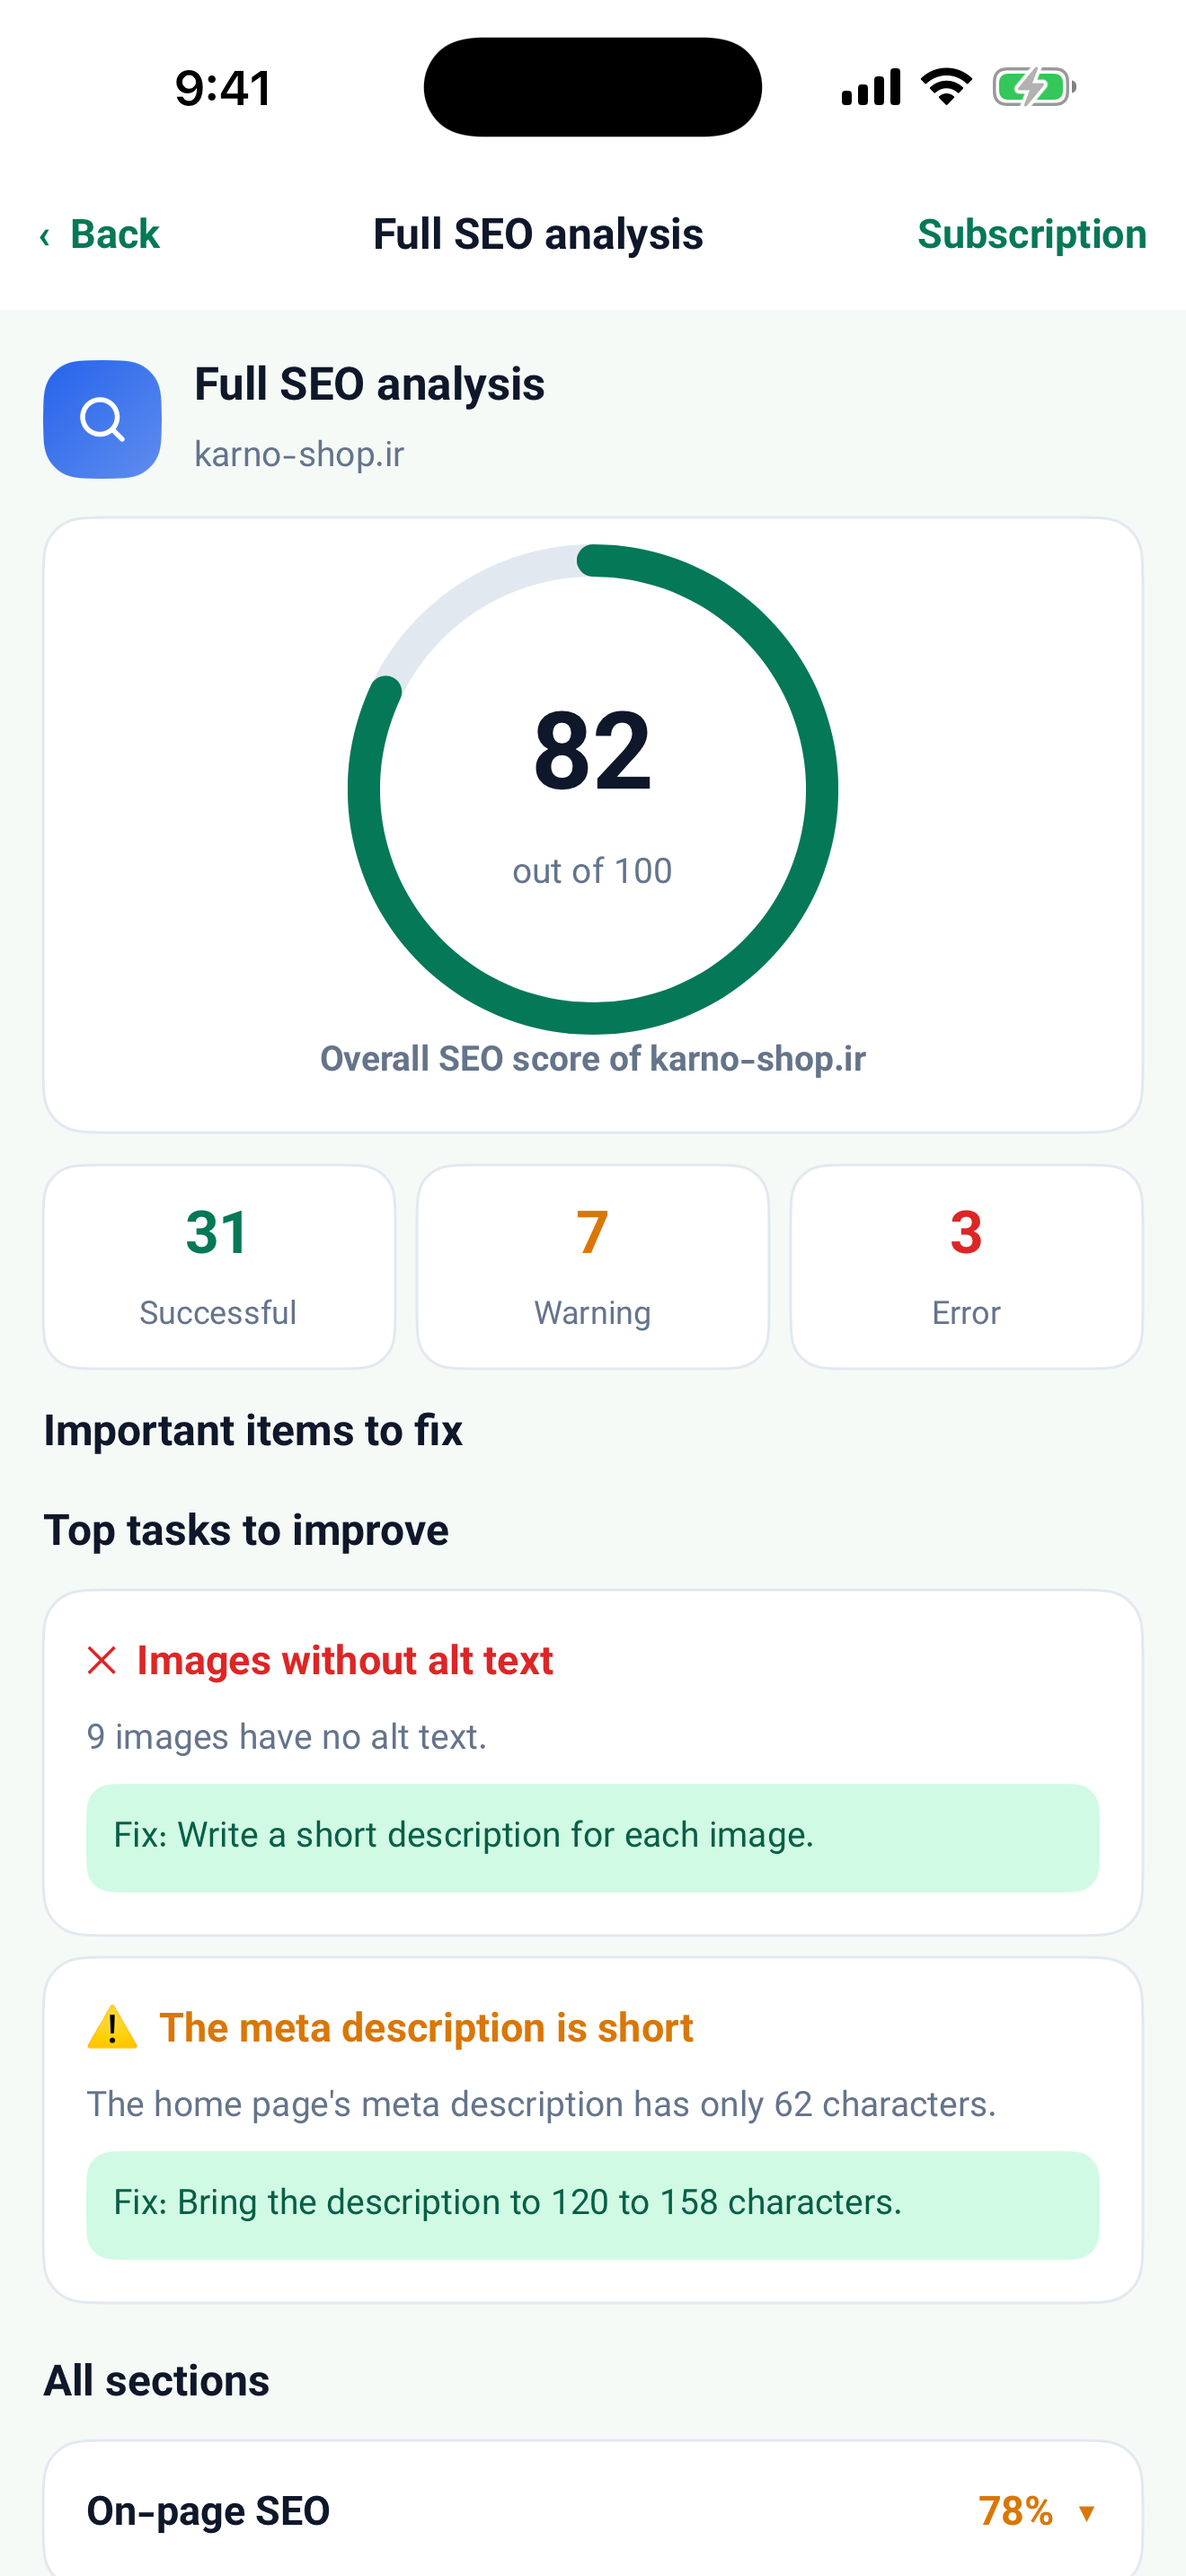 9:41
‹ Back
Full SEO analysis
Subscription
Full SEO analysis
karno-shop.ir
82
out of 100
Overall SEO score of karno-shop.ir
31
Successful
7
Warning
3
Error
Important items to fix
Top tasks to improve
Images without alt text
9 images have no alt text.
Fix: Write a short description for each image.
The meta description is short
The home page's meta description has only 62 characters.
Fix: Bring the description to 120 to 158 characters.
All sections
On-page SEO 78% ▼